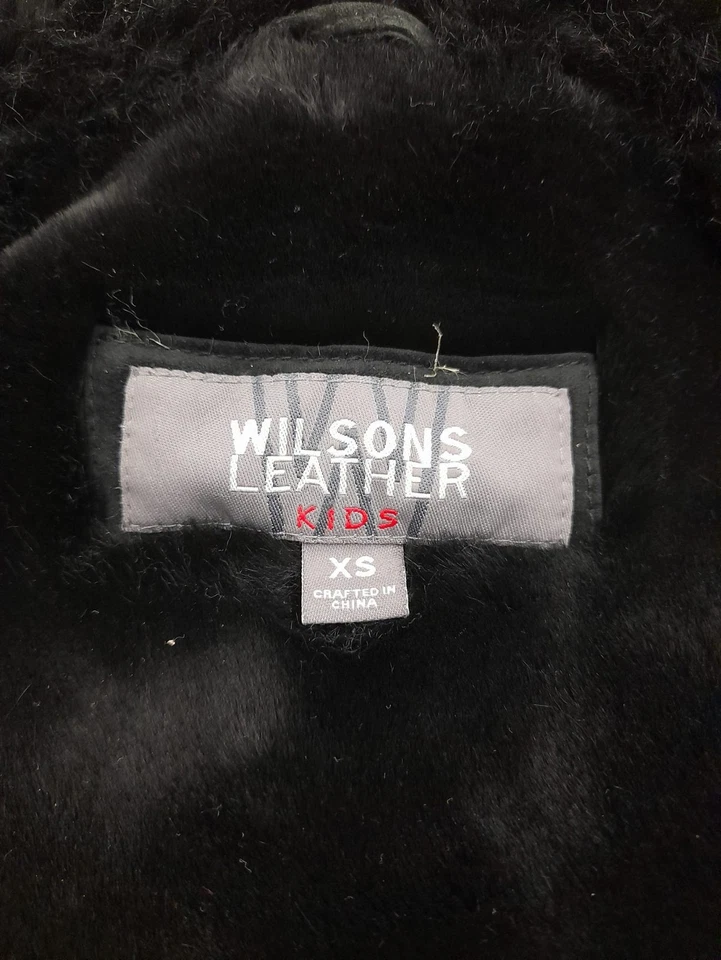 WILSONS
LEATHER
KIDS
XS
CRAFTED IN
CHINA